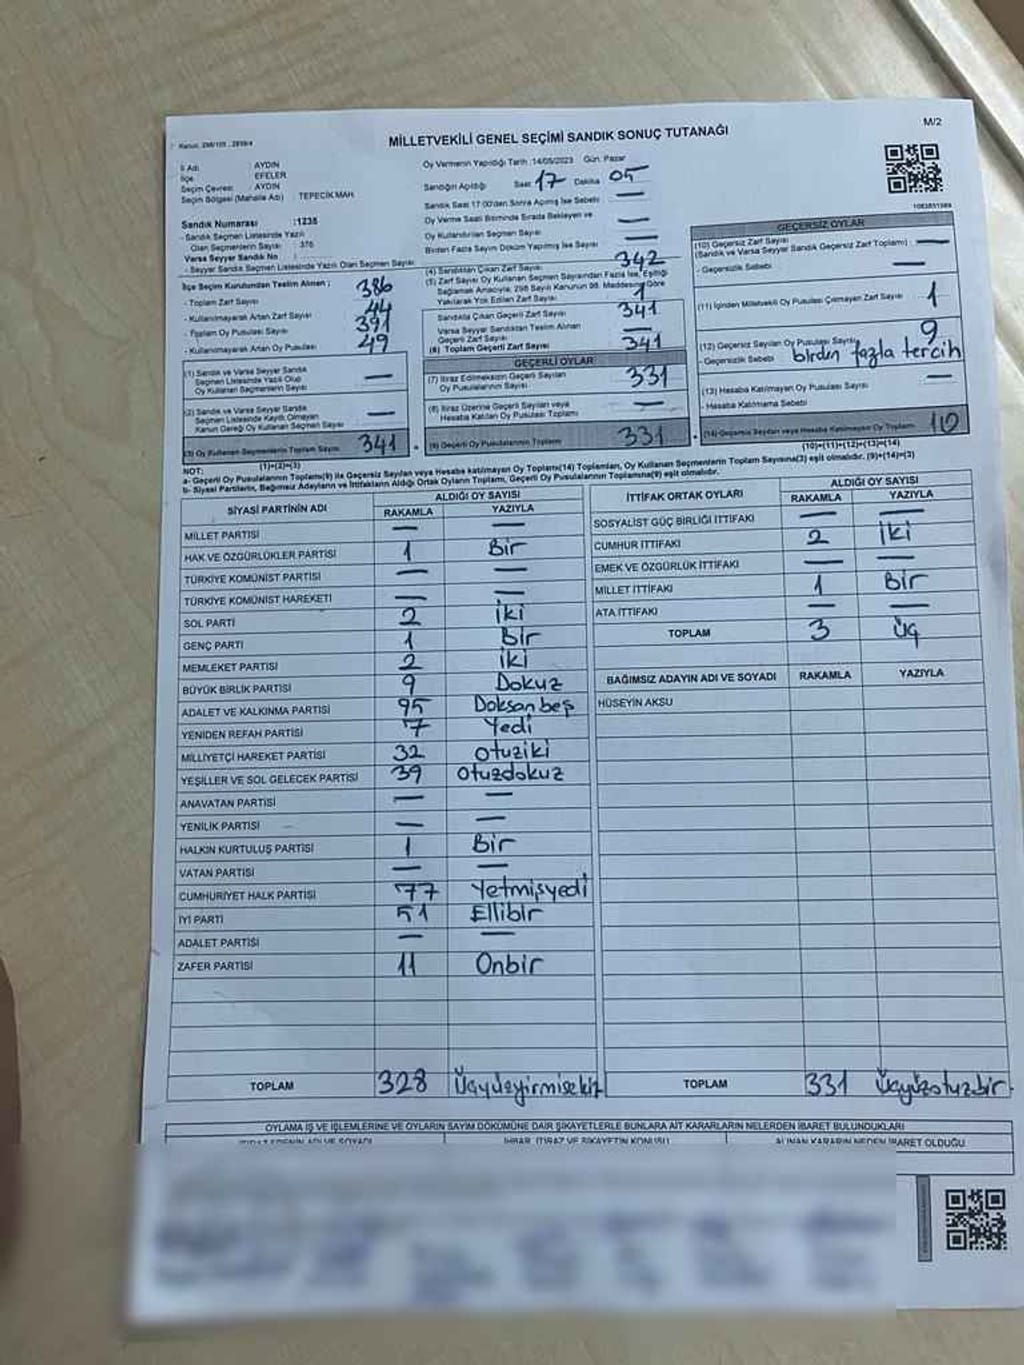 M/2
MİLLETVEKİLİ GENEL SEÇİMİ SANDIK SONUÇ TUTANAĞI
İl Adı : AYDIN
İlçe EFELER
Seçim Çevresi AYDIN
Seçim Bölgesi (Mahalle Adı) : TEPECİK MAH.
Sandık Numarası :1235
- Sandık Seçmen Listesinde Yazılı
Olan Seçmenlerin Sayısı : 376
Varsa Seyyar Sandık No :
- Seyyar Sandık Seçmen Listesinde Yazılı Olan Seçmen Sayısı:
İlçe Seçim Kurulundan Teslim Alınan ;
- Toplam Zarf Sayısı 386
- Kullanılmayarak Artan Zarf Sayısı 44
- Toplam Oy Pusulası Sayısı 391
- Kullanılmayarak Artan Oy Pusulası 49
(1) Sandık ve Varsa Seyyar Sandık
Seçmen Listesinde Yazılı Olup
Oy Kullanan Seçmenlerin Sayısı —
(2) Sandık ve Varsa Seyyar Sandık
Seçmen Listesinde Kayıtlı Olmayan
Kanun Gereği Oy Kullanan Seçmen Sayısı —
(3) Oy Kullanan Seçmenlerin Toplam Sayısı 341
(1)+(2)=(3)
Oy Vermenin Yapıldığı Tarih :14/05/2023 Gün: Pazar
Sandığın Açıldığı Saat 17 Dakika 05
Sandık Saat 17:00'den Sonra Açılmış İse Sebebi : —
Oy Verme Saati Bitiminde Sırada Bekleyen ve
Oy Kullandırılan Seçmen Sayısı —
Birden Fazla Sayım Döküm Yapılmış İse Sayısı —
(4) Sandıktan Çıkan Zarf Sayısı 342
(5) Zarf Sayısı Oy Kullanan Seçmen Sayısından Fazla İse, Eşitliği
Sağlamak Amacıyla, 298 Sayılı Kanunun 98. Maddesine Göre
Yakılarak Yok Edilen Zarf Sayısı 1
Sandıkta Çıkan Geçerli Zarf Sayısı 341
Varsa Seyyar Sandıktan Teslim Alınan
Geçerli Zarf Sayısı —
(6) Toplam Geçerli Zarf Sayısı 341
GEÇERLİ OYLAR
(7) İtiraz Edilmeksizin Geçerli Sayılan
Oy Pusulalarının Sayısı 331
(8) İtiraz Üzerine Geçerli Sayılan veya
Hesaba Katılan Oy Pusulası Toplamı —
(9) Geçerli Oy Pusulalarının Toplamı 331
GEÇERSİZ OYLAR
(10) Geçersiz Zarf Sayısı
(Sandık ve Varsa Seyyar Sandık Geçersiz Zarf Toplamı) : —
- Geçersizlik Sebebi —
(11) İçinden Milletvekili Oy Pusulası Çıkmayan Zarf Sayısı 1
(12) Geçersiz Sayılan Oy Pusulası Sayısı 9
- Geçersizlik Sebebi birden fazla tercih
(13) Hesaba Katılmayan Oy Pusulası Sayısı —
- Hesaba Katılmama Sebebi
(14) Geçersiz Sayılan veya Hesaba Katılmayan Oy Toplamı 10
(10)+(11)+(12)+(13)=(14)
NOT:
a- Geçerli Oy Pusulalarının Toplamı(9) ile Geçersiz Sayılan veya Hesaba katılmayan Oy Toplamı(14) Toplamları, Oy Kullanan Seçmenlerin Toplam Sayısına(3) eşit olmalıdır. (9)+(14)=(3)
b- Siyasi Partilerin, Bağımsız Adayların ve İttifakların Aldığı Ortak Oyların Toplamı, Geçerli Oy Pusulalarının Toplamına(9) eşit olmalıdır.
SİYASİ PARTİNİN ADI ALDIĞI OY SAYISI
RAKAMLA YAZIYLA
MİLLET PARTİSİ — —
HAK VE ÖZGÜRLÜKLER PARTİSİ 1 Bir
TÜRKİYE KOMÜNİST PARTİSİ — —
TÜRKİYE KOMÜNİST HAREKETİ — —
SOL PARTİ 2 iki
GENÇ PARTİ 1 Bir
MEMLEKET PARTİSİ 2 iki
BÜYÜK BİRLİK PARTİSİ 9 Dokuz
ADALET VE KALKINMA PARTİSİ 95 Doksanbeş
YENİDEN REFAH PARTİSİ 7 Yedi
MİLLİYETÇİ HAREKET PARTİSİ 32 otuziki
YEŞİLLER VE SOL GELECEK PARTİSİ 39 otuzdokuz
ANAVATAN PARTİSİ — —
YENİLİK PARTİSİ — —
HALKIN KURTULUŞ PARTİSİ 1 Bir
VATAN PARTİSİ — —
CUMHURİYET HALK PARTİSİ 77 Yetmişyedi
İYİ PARTİ 51 Ellibir
ADALET PARTİSİ — —
ZAFER PARTİSİ 11 Onbir
TOPLAM 328 Üçyüzyirmisekiz
İTTİFAK ORTAK OYLARI ALDIĞI OY SAYISI
RAKAMLA YAZIYLA
SOSYALİST GÜÇ BİRLİĞİ İTTİFAKI — —
CUMHUR İTTİFAKI 2 iki
EMEK VE ÖZGÜRLÜK İTTİFAKI — —
MİLLET İTTİFAKI 1 Bir
ATA İTTİFAKI — —
TOPLAM 3 Üç
BAĞIMSIZ ADAYIN ADI VE SOYADI RAKAMLA YAZIYLA
HÜSEYİN AKSU
TOPLAM 331 Üçyüzotuzbir
OYLAMA İŞ VE İŞLEMLERİNE VE OYLARIN SAYIM DÖKÜMÜNE DAİR ŞİKAYETLERLE BUNLARA AİT KARARLARIN NELERDEN İBARET BULUNDUKLARI
İTİRAZ EDENİN ADI VE SOYADI İHBAR, İTİRAZ VE ŞİKAYETİN KONUSU ALINAN KARARIN NEDEN İBARET OLDUĞU